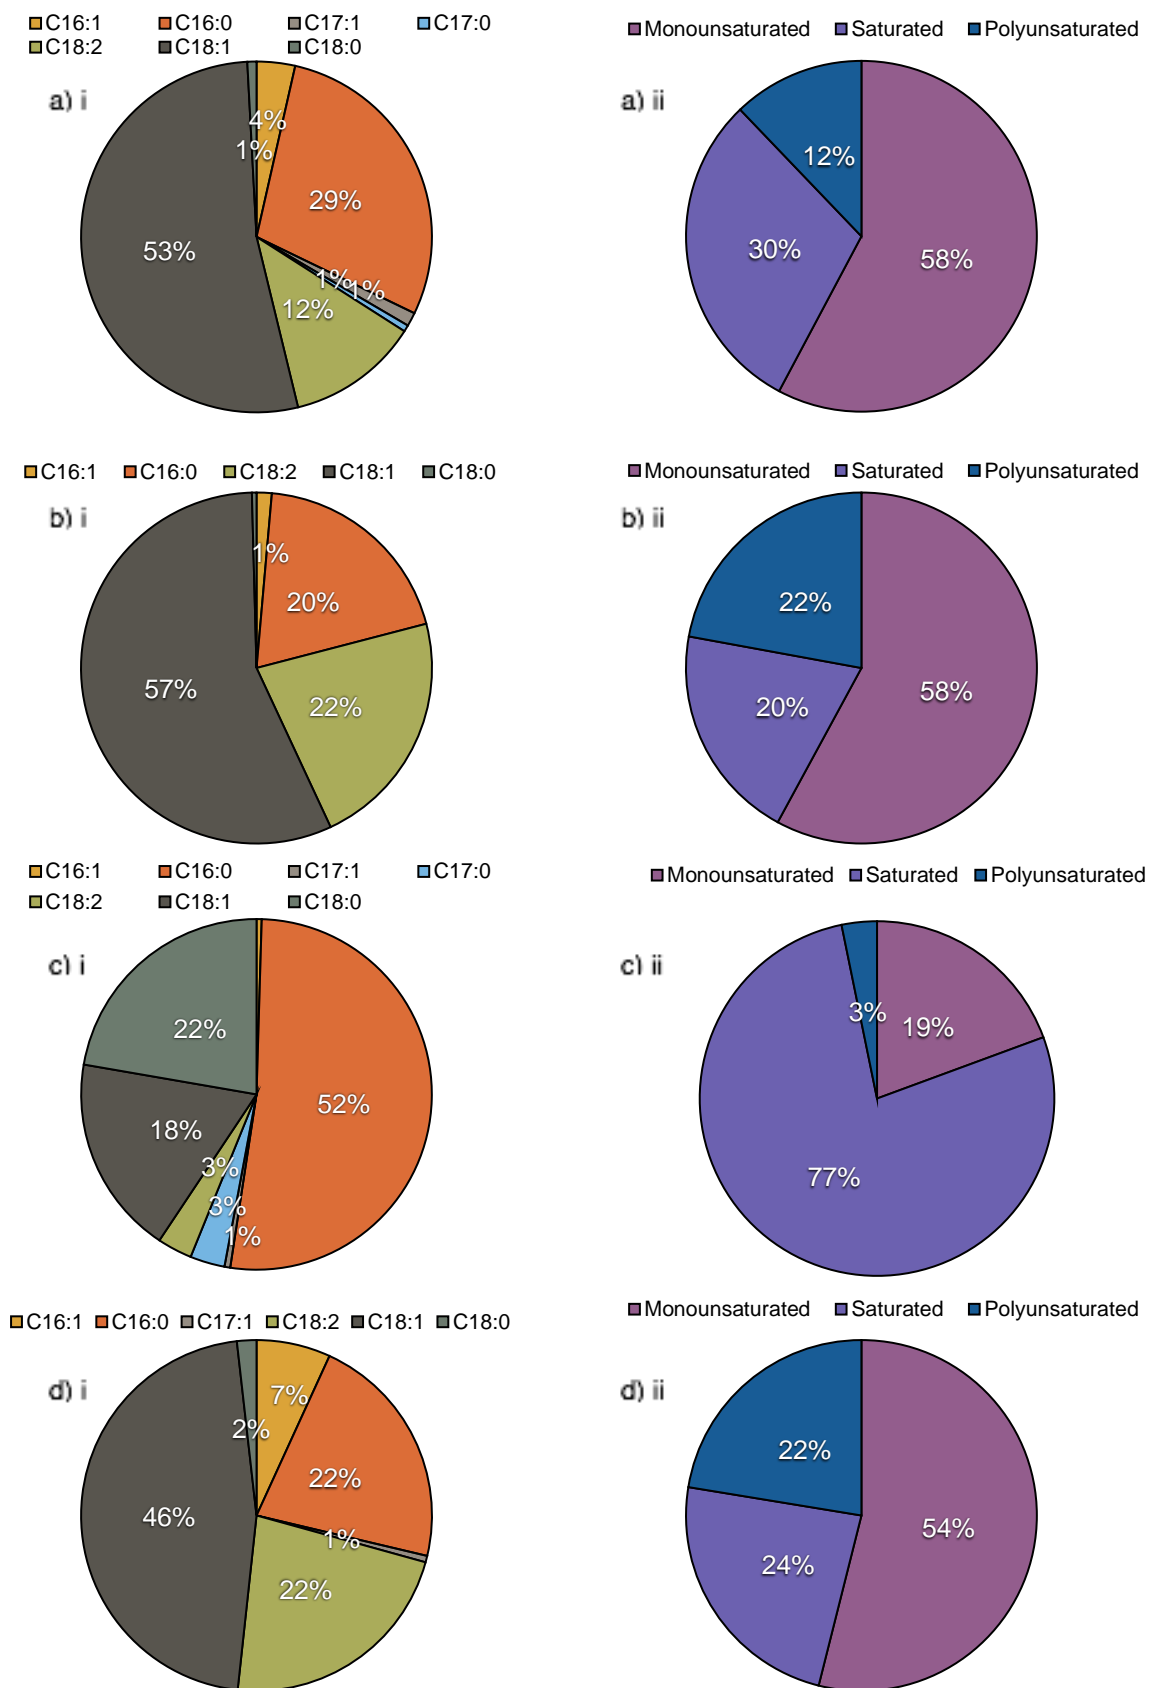 C16:1 C16:0 C17:1 C17:0
C18:2 C18:1 C18:0
a) i
4%
1%
29%
53%
1%
1%
12%
Monounsaturated Saturated Polyunsaturated
a) ii
12%
30%
58%
C16:1 C16:0 C18:2 C18:1 C18:0
b) i
1%
20%
57%
22%
Monounsaturated Saturated Polyunsaturated
b) ii
22%
20%
58%
C16:1 C16:0 C17:1 C17:0
C18:2 C18:1 C18:0
c) i
22%
52%
18%
3%
3%
1%
Monounsaturated Saturated Polyunsaturated
c) ii
3%
19%
77%
C16:1 C16:0 C17:1 C18:2 C18:1 C18:0
d) i
7%
2%
22%
46%
1%
22%
Monounsaturated Saturated Polyunsaturated
d) ii
22%
54%
24%